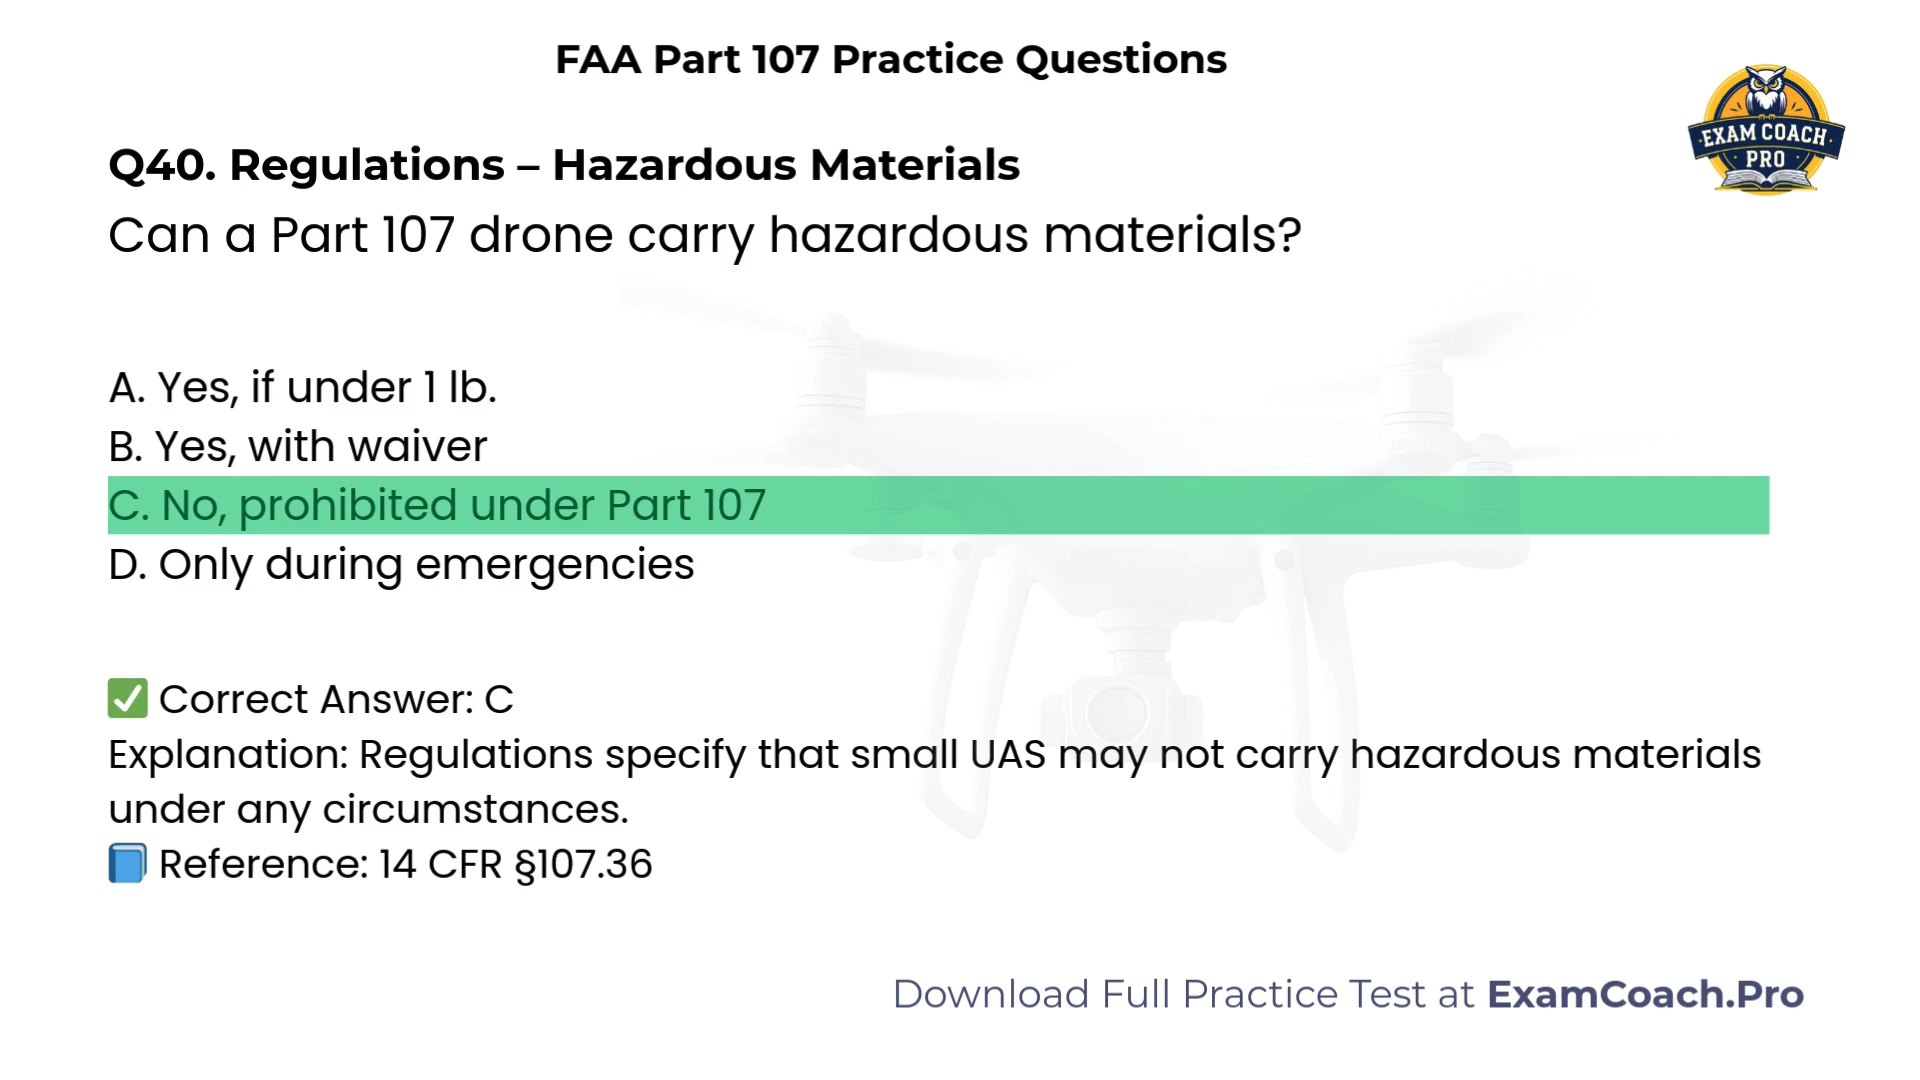 FAA Part 107 Practice Questions
EXAM COACH
PRO
Q40. Regulations – Hazardous Materials
Can a Part 107 drone carry hazardous materials?
A. Yes, if under 1 lb.
B. Yes, with waiver
C. No, prohibited under Part 107
D. Only during emergencies
✅ Correct Answer: C
Explanation: Regulations specify that small UAS may not carry hazardous materials
under any circumstances.
📘 Reference: 14 CFR §107.36
Download Full Practice Test at ExamCoach.Pro